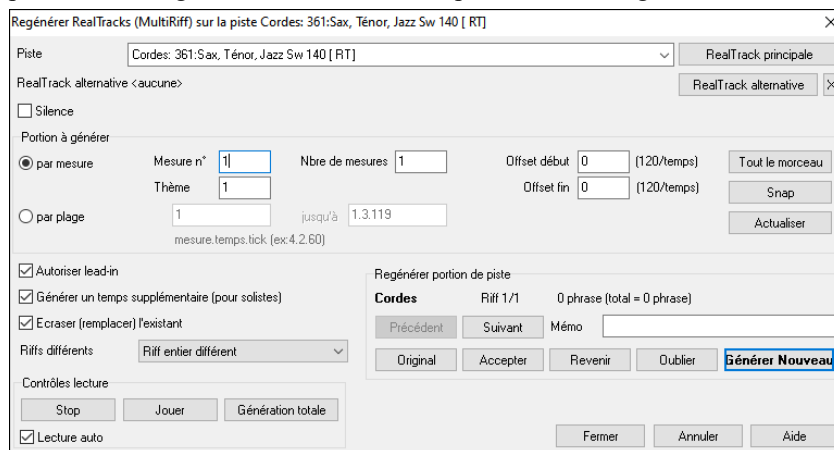 Regénérer RealTracks (MultiRiff) sur la piste Cordes: 361:Sax, Ténor, Jazz Sw 140 [ RT]
Piste Cordes: 361:Sax, Ténor, Jazz Sw 140 [ RT] RealTrack principale
RealTrack alternative <aucune> RealTrack alternative
Silence
Portion à générer
par mesure Mesure n° 1 Nbre de mesures 1 Offset début 0 (120/temps) Tout le morceau
Thème 1 Offset fin 0 (120/temps) Snap
par plage 1 jusqu'à 1.3.119 Actualiser
mesure.temps.tick (ex:4.2.60)
Autoriser lead-in Regénérer portion de piste
Générer un temps supplémentaire (pour solistes) Cordes Riff 1/1 0 phrase (total = 0 phrase)
Ecraser (remplacer) l'existant Précédent Suivant Mémo
Riffs différents Riff entier différent Original Accepter Revenir Oublier Générer Nouveau
Contrôles lecture
Stop Jouer Génération totale
Lecture auto Fermer Annuler Aide